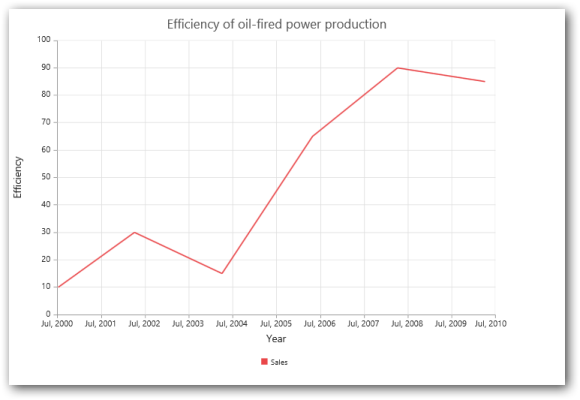 Efficiency of oil-fired power production
100
90
80
70
60
50
40
30
20
10
0
Efficiency
Jul, 2000 Jul, 2001 Jul, 2002 Jul, 2003 Jul, 2004 Jul, 2005 Jul, 2006 Jul, 2007 Jul, 2008 Jul, 2009 Jul, 2010
Year
Sales